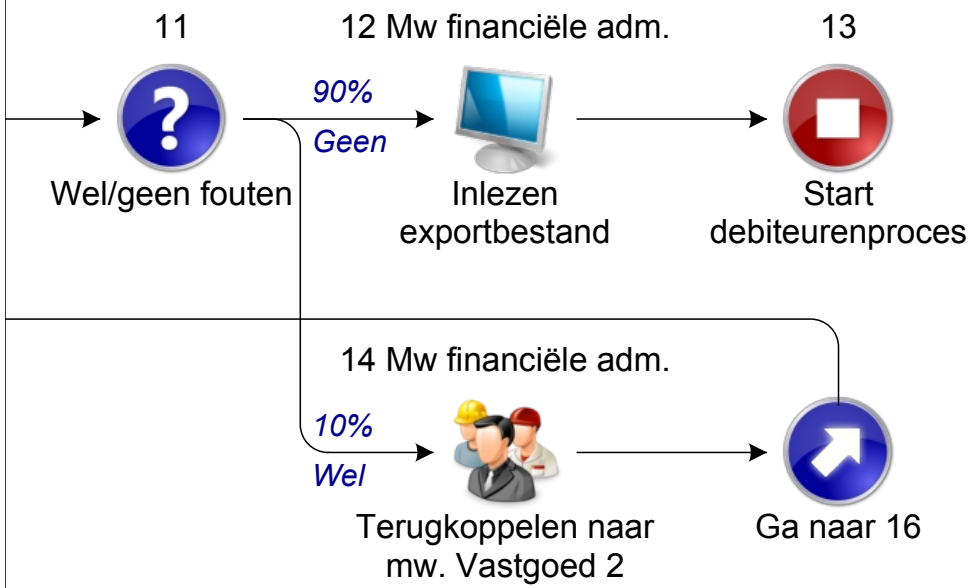 11
12 Mw financiële adm.
13
90%
Geen
Wel/geen fouten
Inlezen
exportbestand
Start
debiteurenproces
14 Mw financiële adm.
10%
Wel
Terugkoppelen naar
mw. Vastgoed 2
Ga naar 16